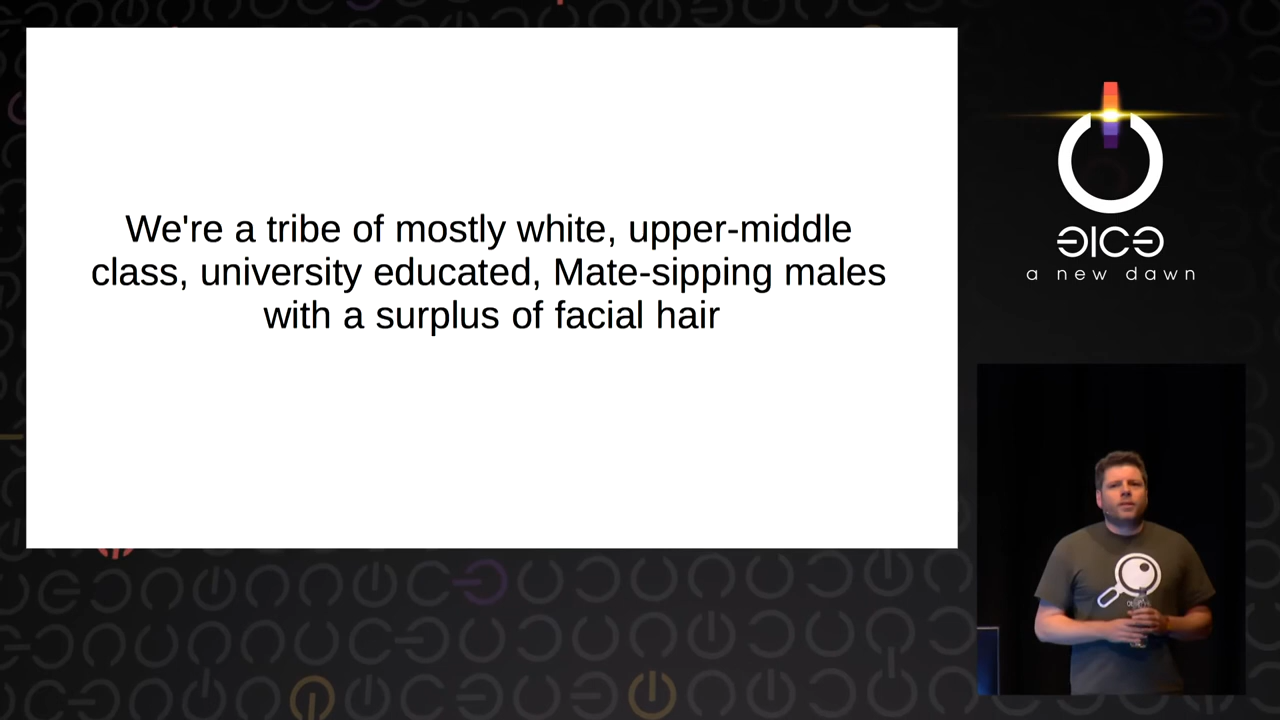 We're a tribe of mostly white, upper-middle
class, university educated, Mate-sipping males
with a surplus of facial hair
a new dawn